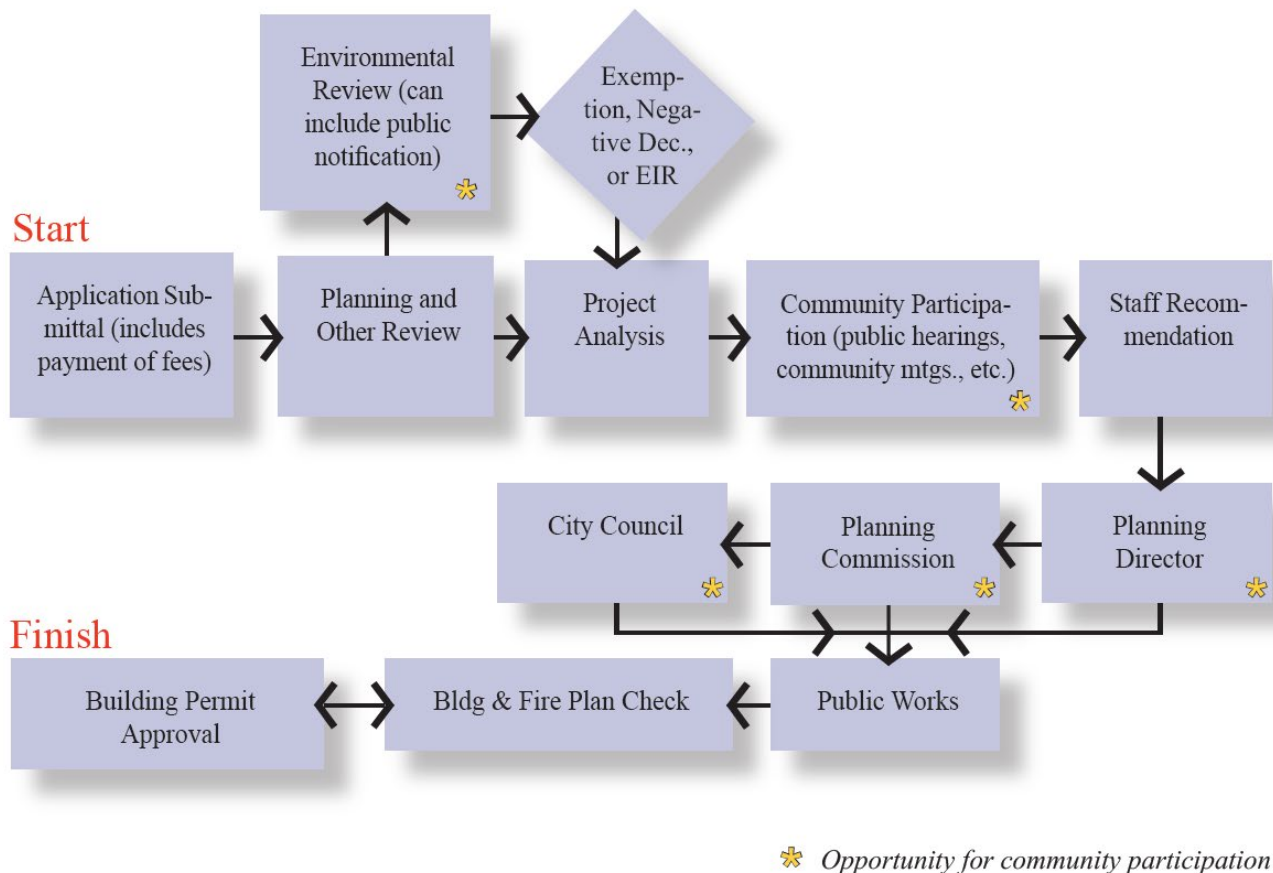 Environmental
Review (can
include public
notification)
*
Exemp-
tion, Nega-
tive Dec.,
or EIR
Start
Application Sub-
mittal (includes
payment of fees)
Planning and
Other Review
Project
Analysis
Community Participa-
tion (public hearings,
community mtgs., etc.)
*
Staff Recom-
mendation
City Council
*
Planning
Commission
*
Planning
Director
*
Finish
Building Permit
Approval
Bldg & Fire Plan Check
Public Works
* Opportunity for community participation